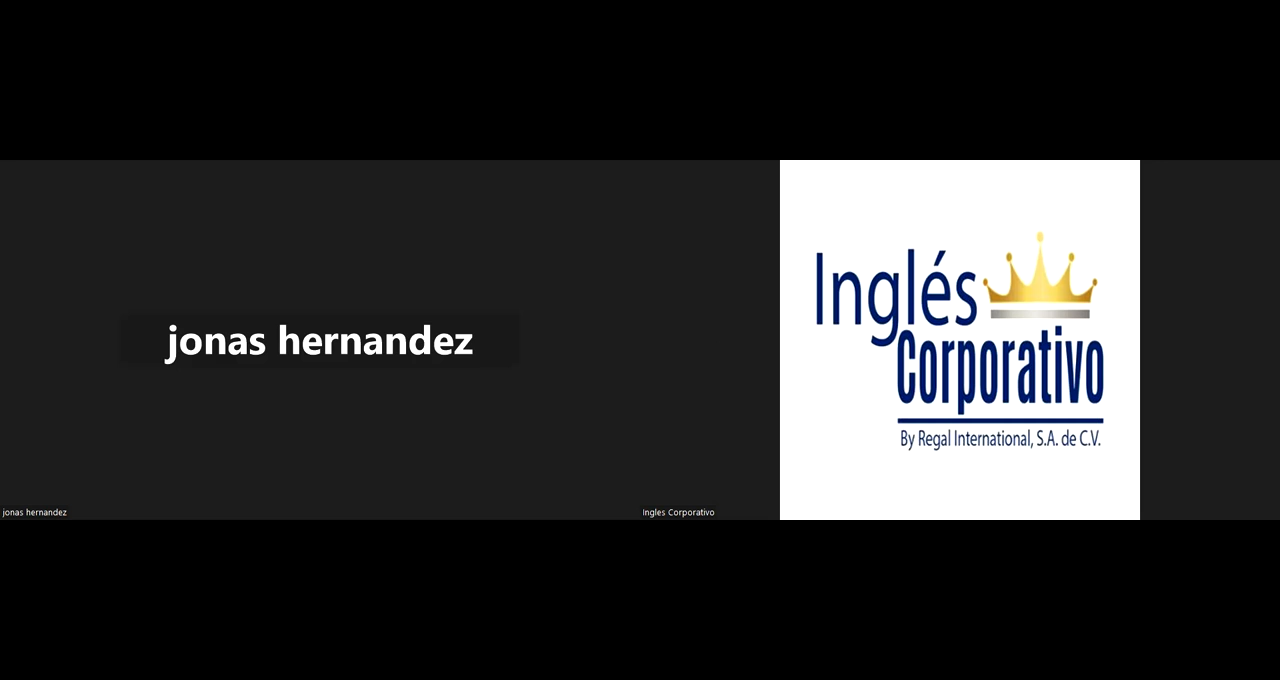 jonas hernandez
jonas hernandez
Inglés
Corporativo
By Regal International, S.A. de C.V.
Ingles Corporativo